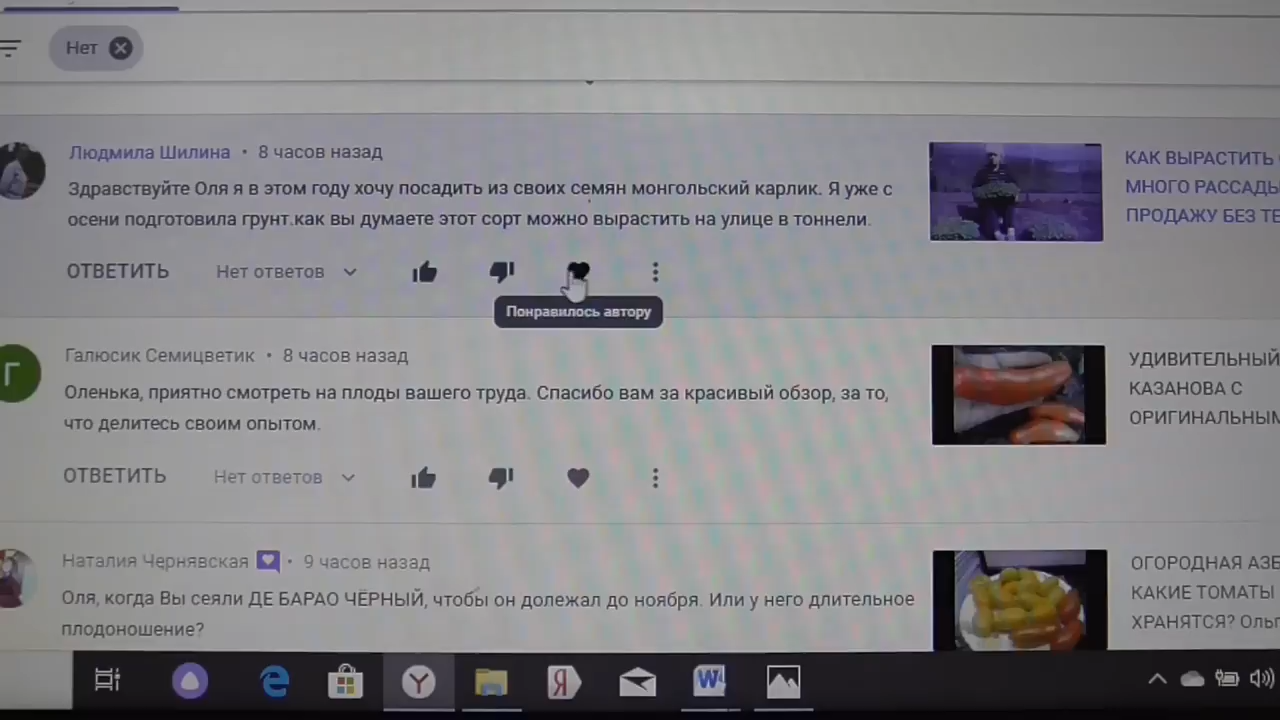 Нет
Людмила Шилина • 8 часов назад
Здравствуйте Оля я в этом году хочу посадить из своих семян монгольский карлик. Я уже с
осени подготовила грунт.как вы думаете этот сорт можно вырастить на улице в тоннели.
ОТВЕТИТЬ Нет ответов
Понравилось автору
КАК ВЫРАСТИТЬ
МНОГО РАССАДЫ
ПРОДАЖУ БЕЗ
Г
Галюсик Семицветик • 8 часов назад
Оленька, приятно смотреть на плоды вашего труда. Спасибо вам за красивый обзор, за то,
что делитесь своим опытом.
ОТВЕТИТЬ Нет ответов
УДИВИТЕЛЬНЫЙ
КАЗАНОВА С
ОРИГИНАЛЬНЫМ
Наталия Чернявская • 9 часов назад
Оля, когда Вы сеяли ДЕ БАРАО ЧЁРНЫЙ, чтобы он долежал до ноября. Или у него длительное
плодоношение?
ОГОРОДНАЯ
КАКИЕ ТОМАТЫ
ХРАНЯТСЯ?
Y e Я W